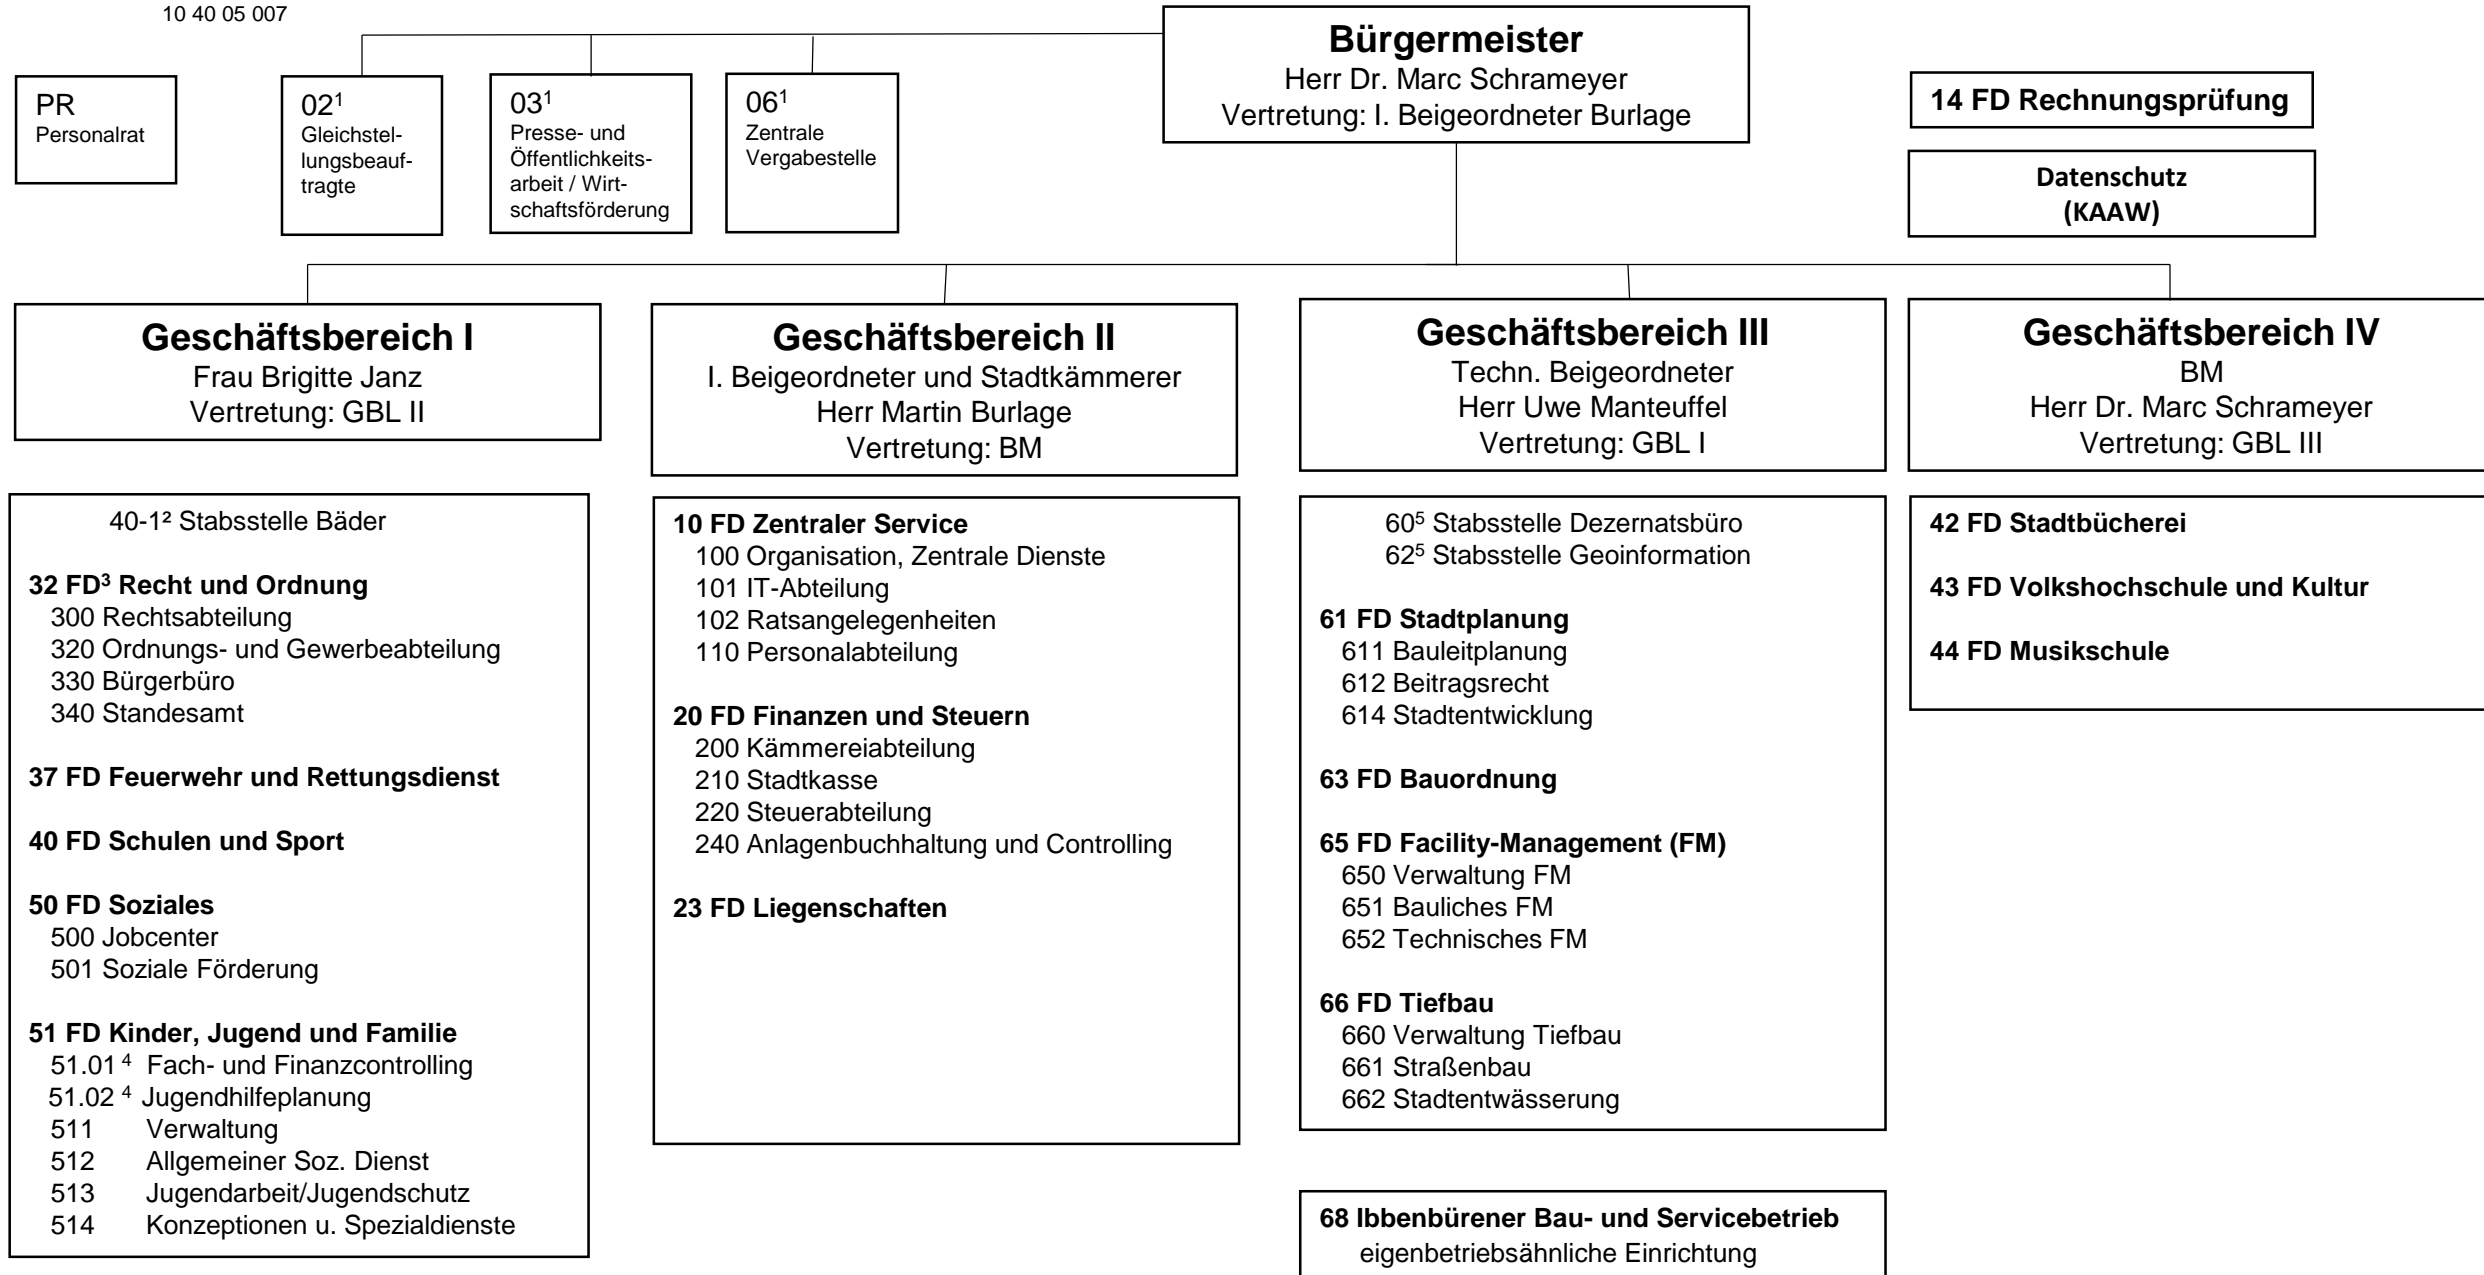 10 40 05 007
Bürgermeister
Herr Dr. Marc Schrameyer
Vertretung: I. Beigeordneter Burlage
PR
Personalrat
02¹
Gleichstel-
lungsbeauf-
tragte
03¹
Presse- und
Öffentlichkeits-
arbeit / Wirt-
schaftsförderung
06¹
Zentrale
Vergabestelle
14 FD Rechnungsprüfung
Datenschutz
(KAAW)
Geschäftsbereich I
Frau Brigitte Janz
Vertretung: GBL II
Geschäftsbereich II
I. Beigeordneter und Stadtkämmerer
Herr Martin Burlage
Vertretung: BM
Geschäftsbereich III
Techn. Beigeordneter
Herr Uwe Manteuffel
Vertretung: GBL I
Geschäftsbereich IV
BM
Herr Dr. Marc Schrameyer
Vertretung: GBL III
40-1² Stabsstelle Bäder
32 FD³ Recht und Ordnung
300 Rechtsabteilung
320 Ordnungs- und Gewerbeabteilung
330 Bürgerbüro
340 Standesamt
37 FD Feuerwehr und Rettungsdienst
40 FD Schulen und Sport
50 FD Soziales
500 Jobcenter
501 Soziale Förderung
51 FD Kinder, Jugend und Familie
51.01 ⁴ Fach- und Finanzcontrolling
51.02 ⁴ Jugendhilfeplanung
511 Verwaltung
512 Allgemeiner Soz. Dienst
513 Jugendarbeit/Jugendschutz
514 Konzeptionen u. Spezialdienste
10 FD Zentraler Service
100 Organisation, Zentrale Dienste
101 IT-Abteilung
102 Ratsangelegenheiten
110 Personalabteilung
20 FD Finanzen und Steuern
200 Kämmereiabteilung
210 Stadtkasse
220 Steuerabteilung
240 Anlagenbuchhaltung und Controlling
23 FD Liegenschaften
60⁵ Stabsstelle Dezernatsbüro
62⁵ Stabsstelle Geoinformation
61 FD Stadtplanung
611 Bauleitplanung
612 Beitragsrecht
614 Stadtentwicklung
63 FD Bauordnung
65 FD Facility-Management (FM)
650 Verwaltung FM
651 Bauliches FM
652 Technisches FM
66 FD Tiefbau
660 Verwaltung Tiefbau
661 Straßenbau
662 Stadtentwässerung
68 Ibbenbürener Bau- und Servicebetrieb
eigenbetriebsähnliche Einrichtung
42 FD Stadtbücherei
43 FD Volkshochschule und Kultur
44 FD Musikschule